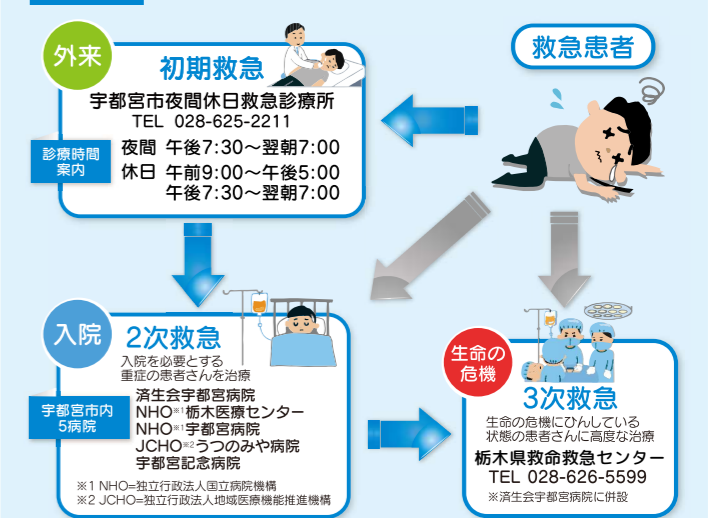 救急患者
外来
初期救急
宇都宮市夜間休日救急診療所
TEL 028-625-2211
診療時間
案内
夜間 午後7:30〜翌朝7:00
休日 午前9:00〜午後5:00
午後7:30〜翌朝7:00
入院
2次救急
入院を必要とする
重症の患者さんを治療
宇都宮市内
5病院
済生会宇都宮病院
NHO※1栃木医療センター
NHO※1宇都宮病院
JCHO※2うつのみや病院
宇都宮記念病院
※1 NHO=独立行政法人国立病院機構
※2 JCHO=独立行政法人地域医療機能推進機構
生命の
危機
3次救急
生命の危機にひんしている
状態の患者さんに高度な治療
栃木県救命救急センター
TEL 028-626-5599
※済生会宇都宮病院に併設